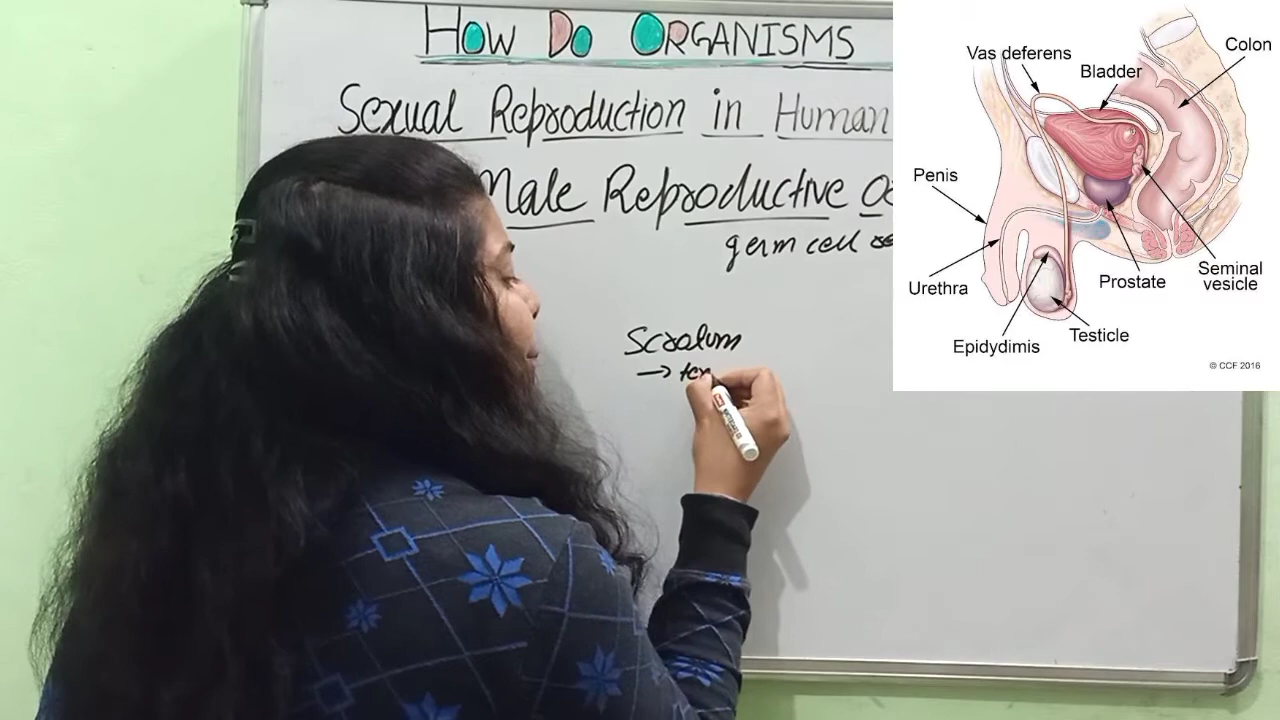 HOW DO ORGANISMS
Sexual Reproduction in Human
Male Reproductive
germ cell
Scrotum
→
Vas deferens
Bladder
Colon
Penis
Urethra
Epidydimis
Testicle
Prostate
Seminal
vesicle
© CCF 2016